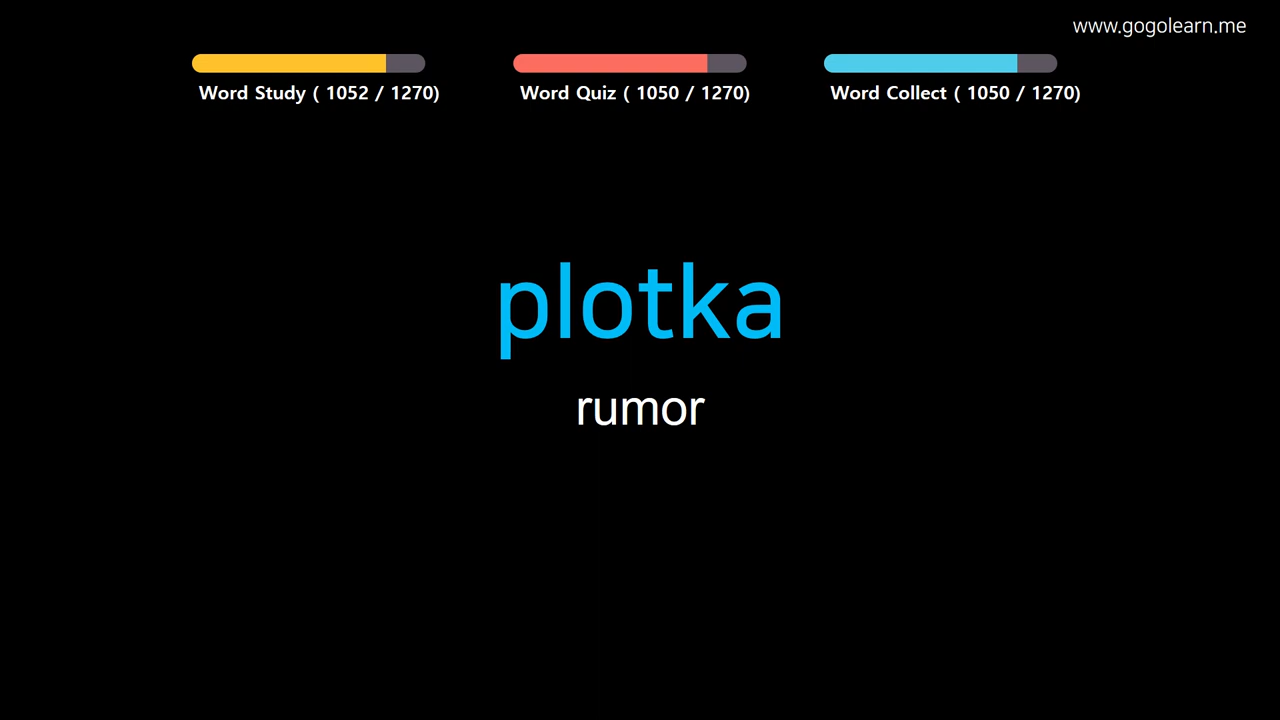 www.gogolearn.me
Word Study ( 1052 / 1270)
Word Quiz ( 1050 / 1270)
Word Collect ( 1050 / 1270)
plotka
rumor